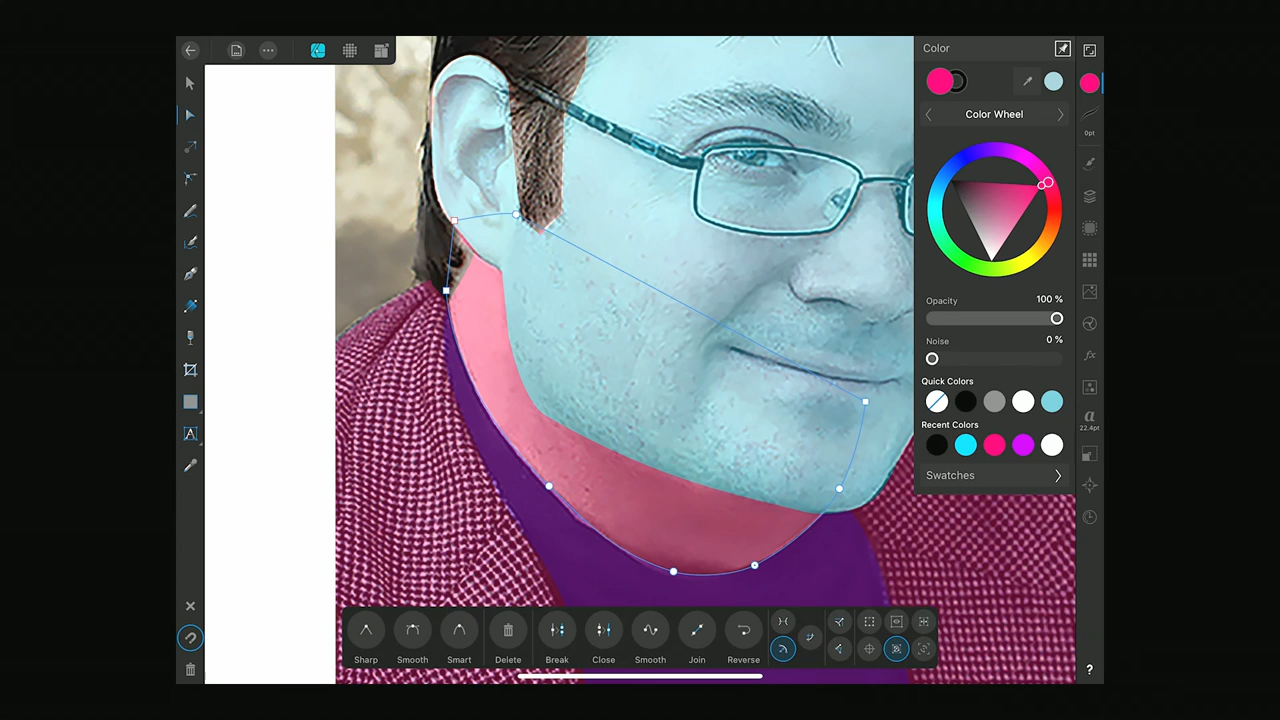 Color
Color Wheel
0pt
Opacity
100 %
Noise
0 %
Quick Colors
Recent Colors
a
22.4pt
Swatches
A
fx
Sharp
Smooth
Smart
Delete
Break
Close
Smooth
Join
Reverse
?